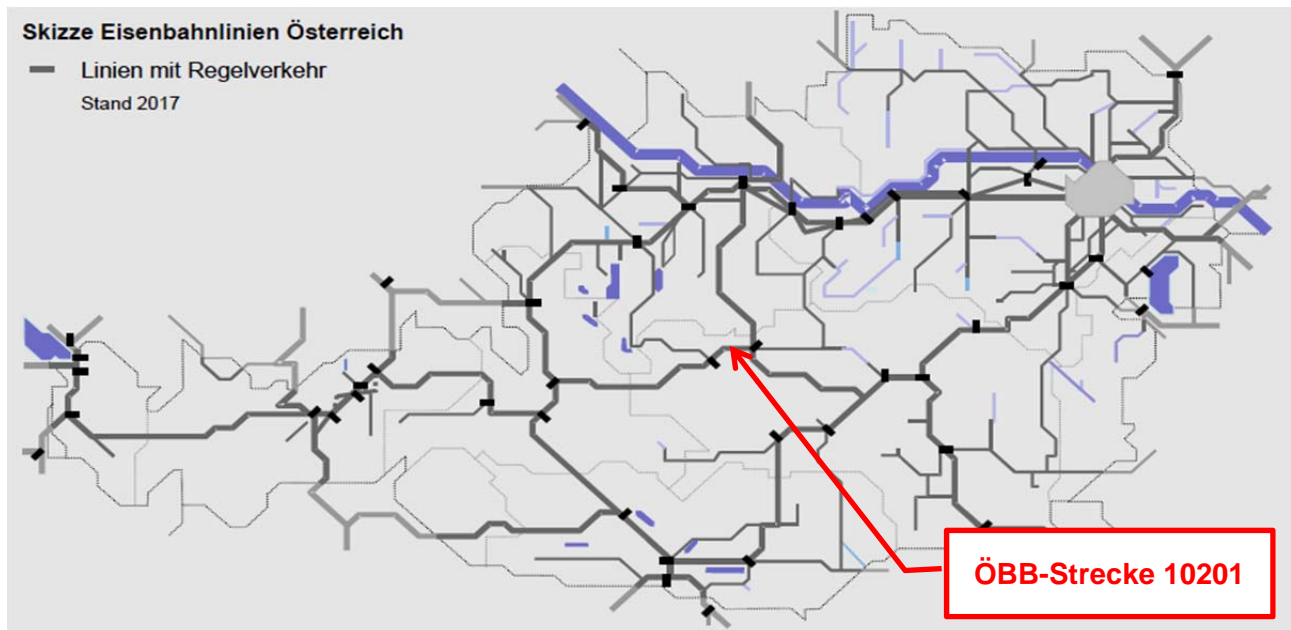 Skizze Eisenbahnlinien Österreich
Linien mit Regelverkehr
Stand 2017
ÖBB-Strecke 10201